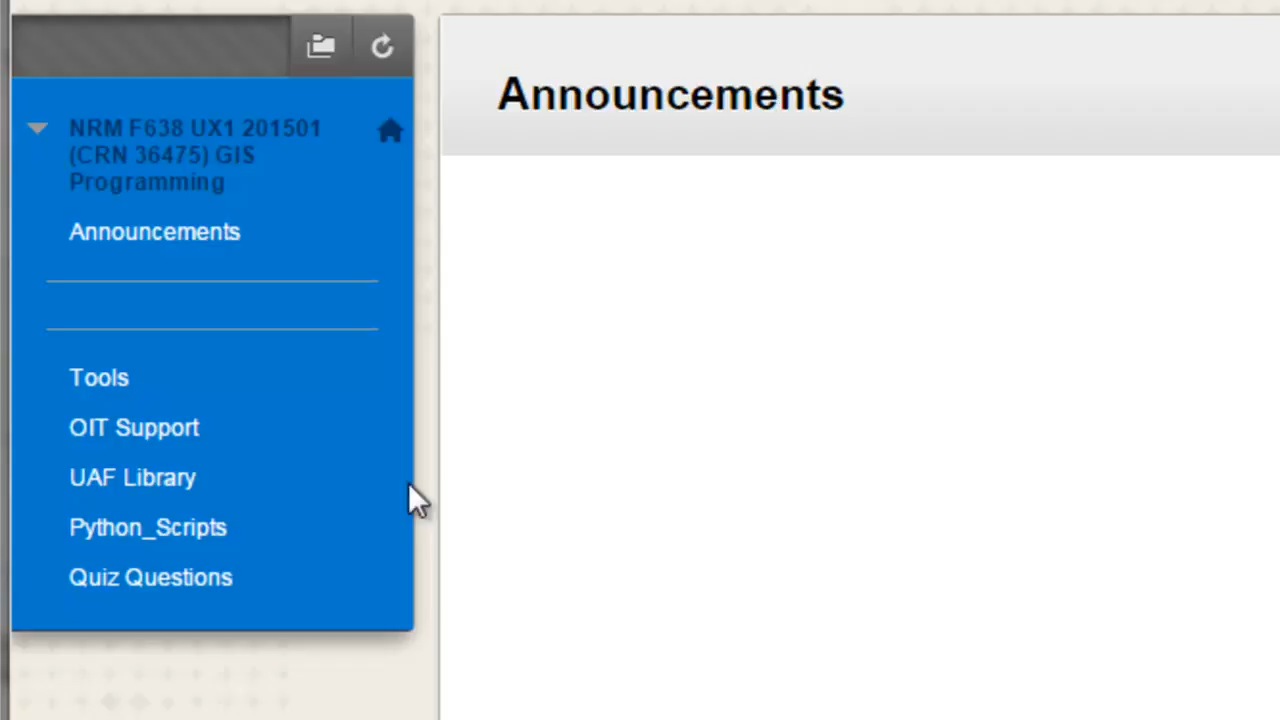 NRM F638 UX1 201501
(CRN 36475) GIS
Programming
Announcements
Tools
OIT Support
UAF Library
Python_Scripts
Quiz Questions
Announcements